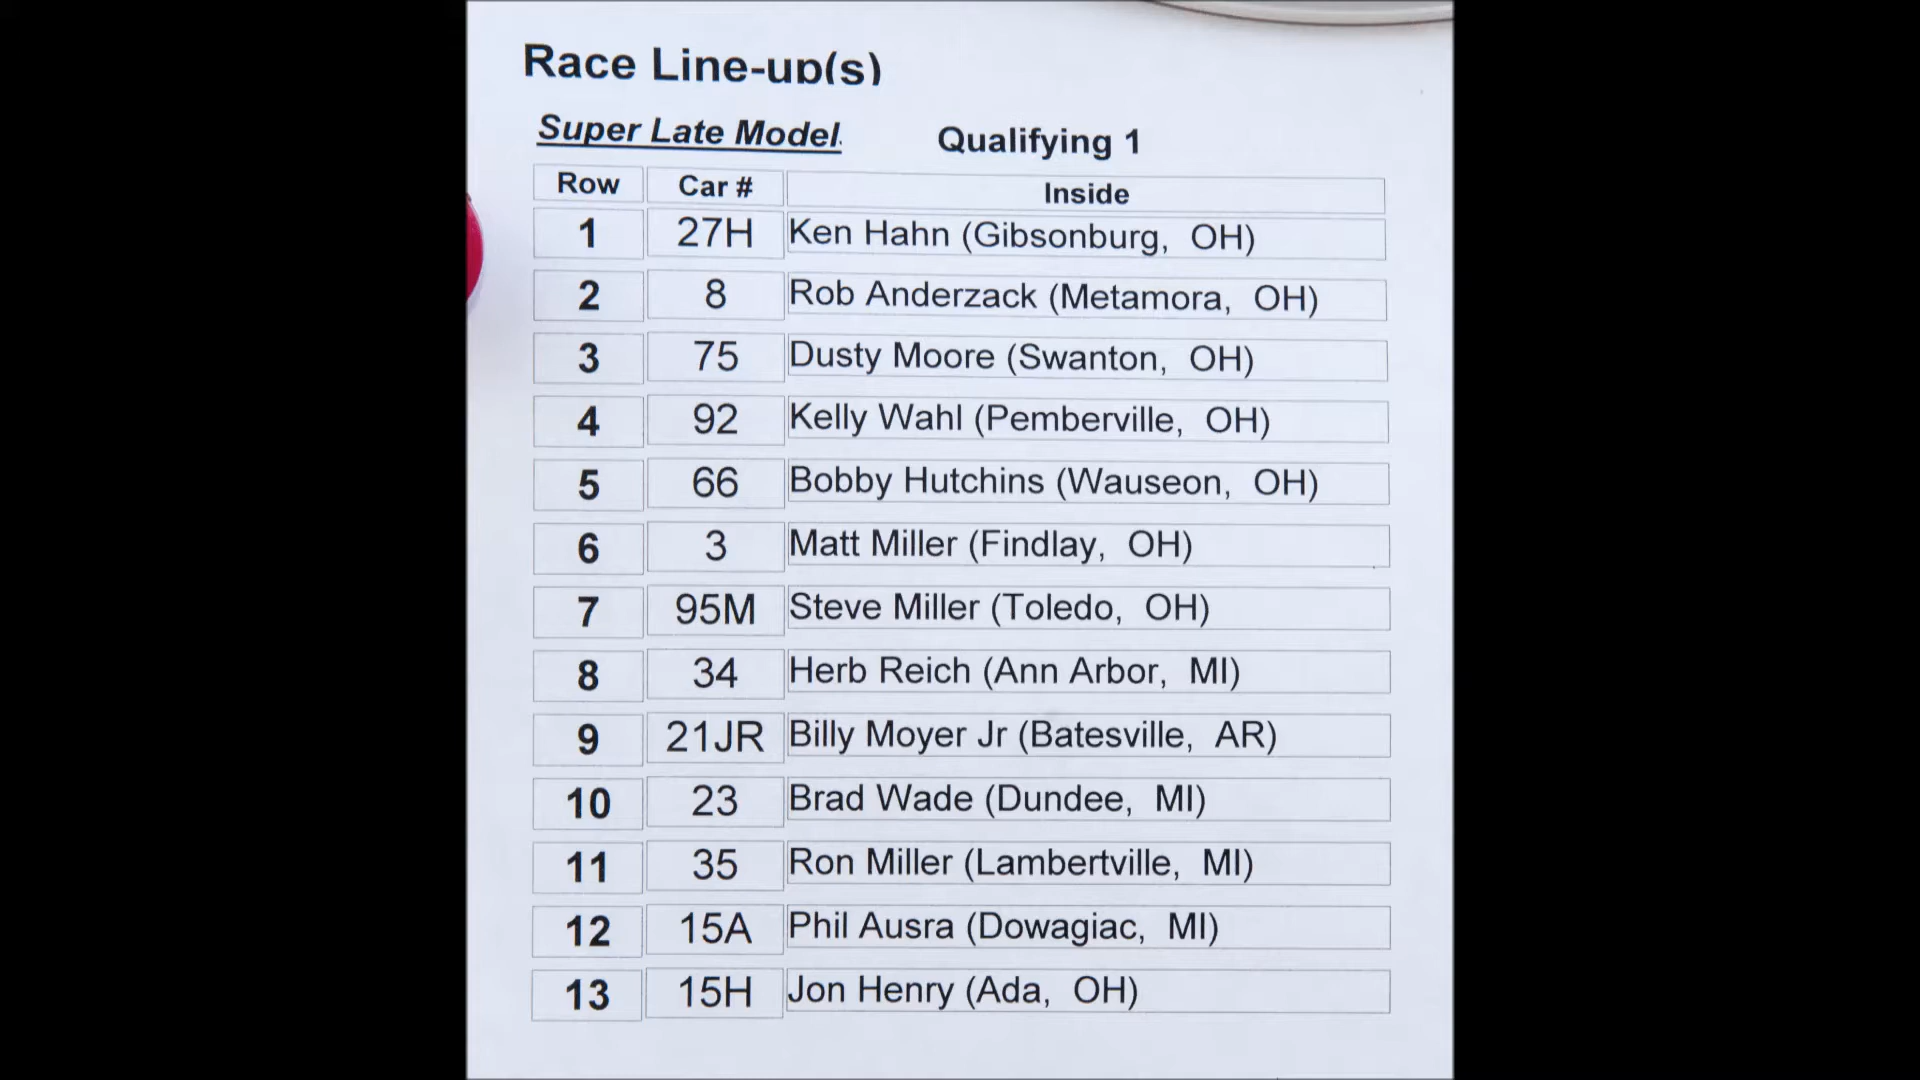 Race Line-up(s)
Super Late Model Qualifying 1
Row Car # Inside
1 27H Ken Hahn (Gibsonburg, OH)
2 8 Rob Anderzack (Metamora, OH)
3 75 Dusty Moore (Swanton, OH)
4 92 Kelly Wahl (Pemberville, OH)
5 66 Bobby Hutchins (Wauseon, OH)
6 3 Matt Miller (Findlay, OH)
7 95M Steve Miller (Toledo, OH)
8 34 Herb Reich (Ann Arbor, MI)
9 21JR Billy Moyer Jr (Batesville, AR)
10 23 Brad Wade (Dundee, MI)
11 35 Ron Miller (Lambertville, MI)
12 15A Phil Ausra (Dowagiac, MI)
13 15H Jon Henry (Ada, OH)